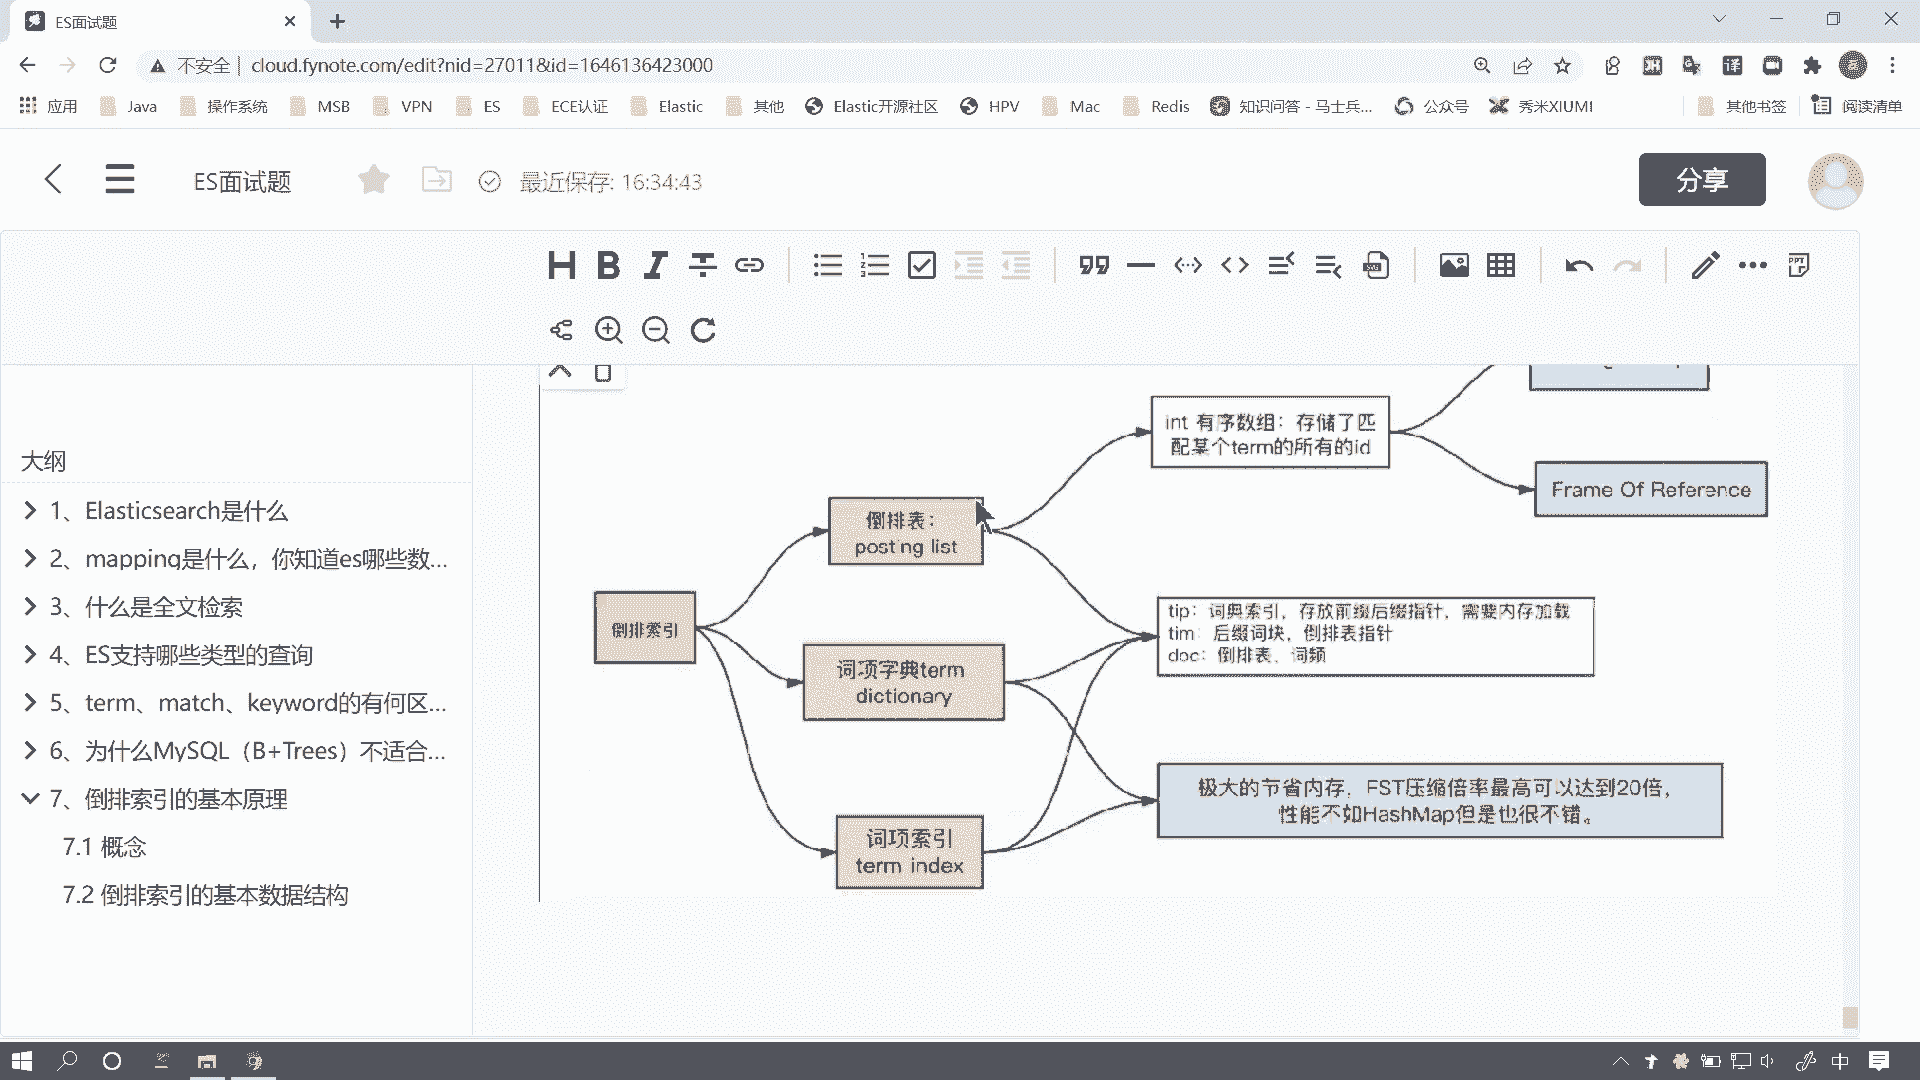 ES面试题
不安全 | cloud.fynote.com/edit?nid=27011&id=1646136423000
应用 Java 操作系统 MSB VPN ES ECE认证 Elastic 其他 Elastic开源社区 HPV Mac Redis 知识问答 - 马士兵... 公众号 秀米XIUMI 其他书签 阅读清单
ES面试题 最近保存: 16:34:43 分享
大纲
1、Elasticsearch是什么
2、mapping是什么，你知道es哪些数...
3、什么是全文检索
4、ES支持哪些类型的查询
5、term、match、keyword的有何区...
6、为什么MySQL（B+Trees）不适合...
7、倒排索引的基本原理
7.1 概念
7.2 倒排索引的基本数据结构
int 有序数组：存储了匹
配某个term的所有的id
Frame Of Reference
倒排表：
posting list
倒排索引
tip：词典索引，存放前缀后缀指针，需要内存加载
tim：后缀词块，倒排表指针
doc：倒排表、词频
词项字典term
dictionary
极大的节省内存，FST压缩倍率最高可以达到20倍，
性能不如HashMap但是也很不错。
词项索引
term index
中